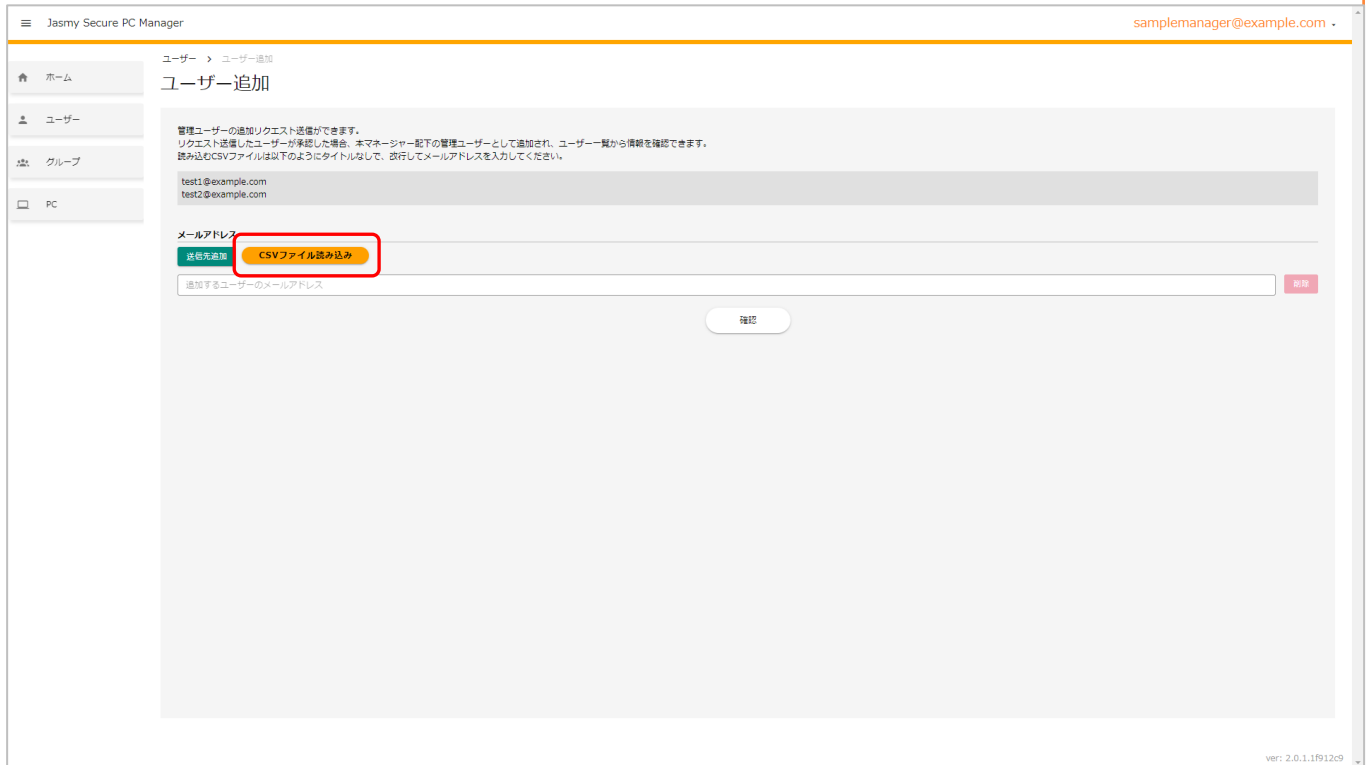 Jasmy Secure PC Manager
samplemanager@example.com
ホーム
ユーザー
グループ
PC
ユーザー > ユーザー追加
ユーザー追加
管理ユーザーの追加リクエスト送信ができます。
リクエスト送信したユーザーが承認した場合、本マネージャー配下の管理ユーザーとして追加され、ユーザー一覧から情報を確認できます。
読み込むCSVファイルは以下のようにタイトルなしで、改行してメールアドレスを入力してください。
test1@example.com
test2@example.com
メールアドレス
送信先追加 CSVファイル読み込み
追加するユーザーのメールアドレス 削除
確認
ver: 2.0.1.1f912c9